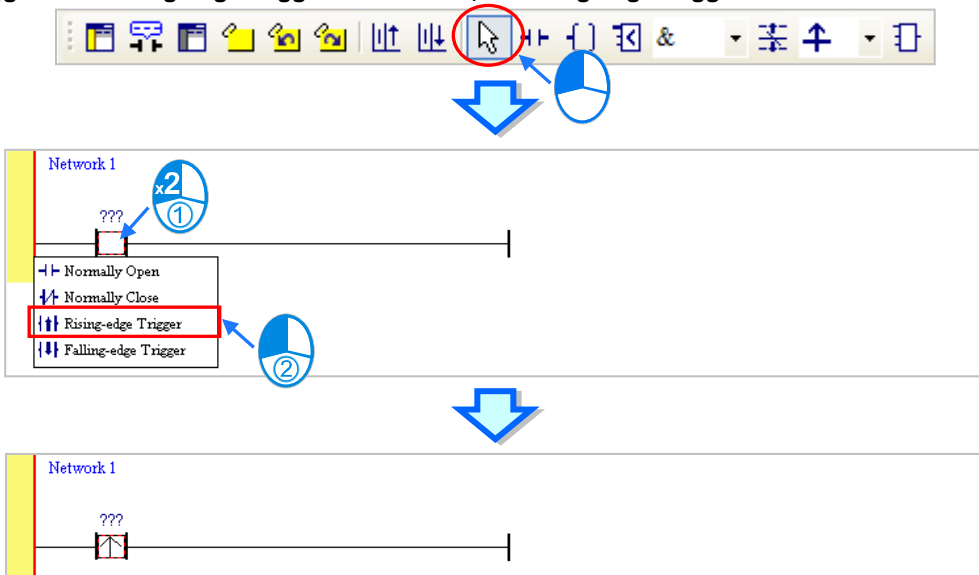 &
Network 1
x2
①
???
Normally Open
Normally Close
Rising-edge Trigger
Falling-edge Trigger
②
Network 1
???